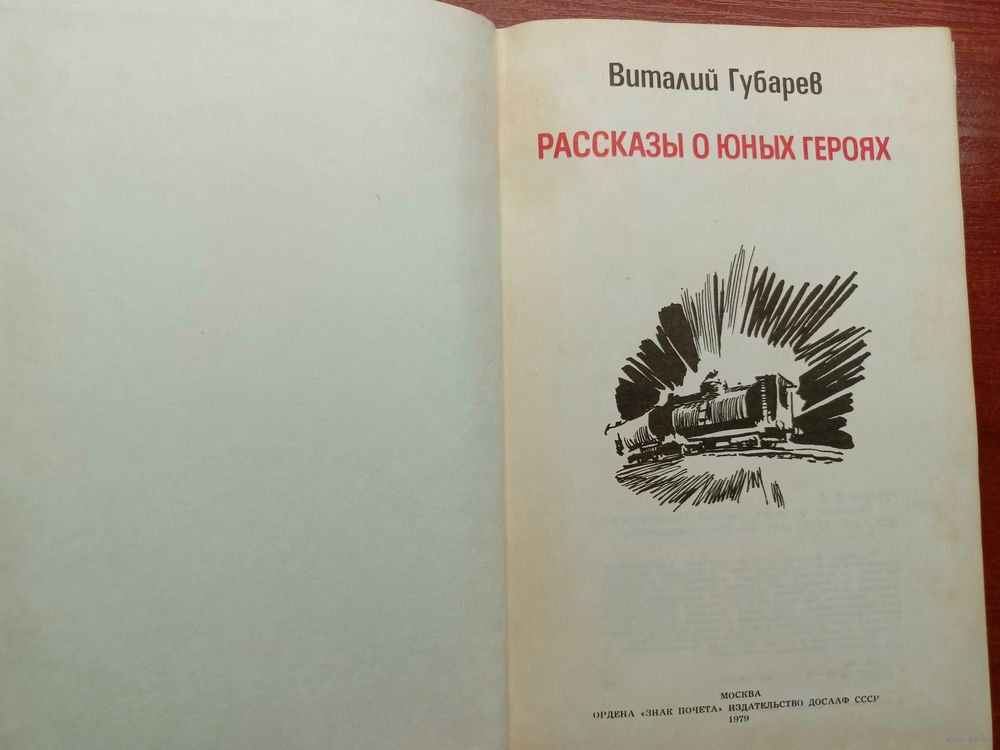 Виталий Губарев
РАССКАЗЫ О ЮНЫХ ГЕРОЯХ
МОСКВА
ОРДЕНА «ЗНАК ПОЧЕТА» ИЗДАТЕЛЬСТВО ДОСААФ СССР
1979